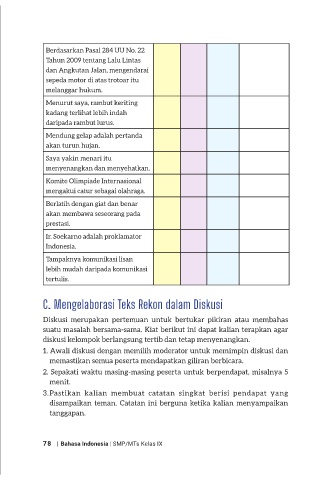 Berdasarkan Pasal 284 UU No. 22
Tahun 2009 tentang Lalu Lintas
dan Angkutan Jalan, mengendarai
sepeda motor di atas trotoar itu
melanggar hukum.
Menurut saya, rambut keriting
kadang terlihat lebih indah
daripada rambut lurus.
Mendung gelap adalah pertanda
akan turun hujan.
Saya yakin menari itu
menyenangkan dan menyehatkan.
Komite Olimpiade Internasional
mengakui catur sebagai olahraga.
Berlatih dengan giat dan benar
akan membawa seseorang pada
prestasi.
Ir. Soekarno adalah proklamator
Indonesia.
Tampaknya komunikasi lisan
lebih mudah daripada komunikasi
tertulis.
C. Mengelaborasi Teks Rekon dalam Diskusi
Diskusi merupakan pertemuan untuk bertukar pikiran atau membahas
suatu masalah bersama-sama. Kiat berikut ini dapat kalian terapkan agar
diskusi kelompok berlangsung tertib dan tetap menyenangkan.
1. Awali diskusi dengan memilih moderator untuk memimpin diskusi dan
memastikan semua peserta mendapatkan giliran berbicara.
2. Sepakati waktu masing-masing peserta untuk berpendapat, misalnya 5
menit.
3. Pastikan kalian membuat catatan singkat berisi pendapat yang
disampaikan teman. Catatan ini berguna ketika kalian menyampaikan
tanggapan.
78 | Bahasa Indonesia | SMP/MTs Kelas IX